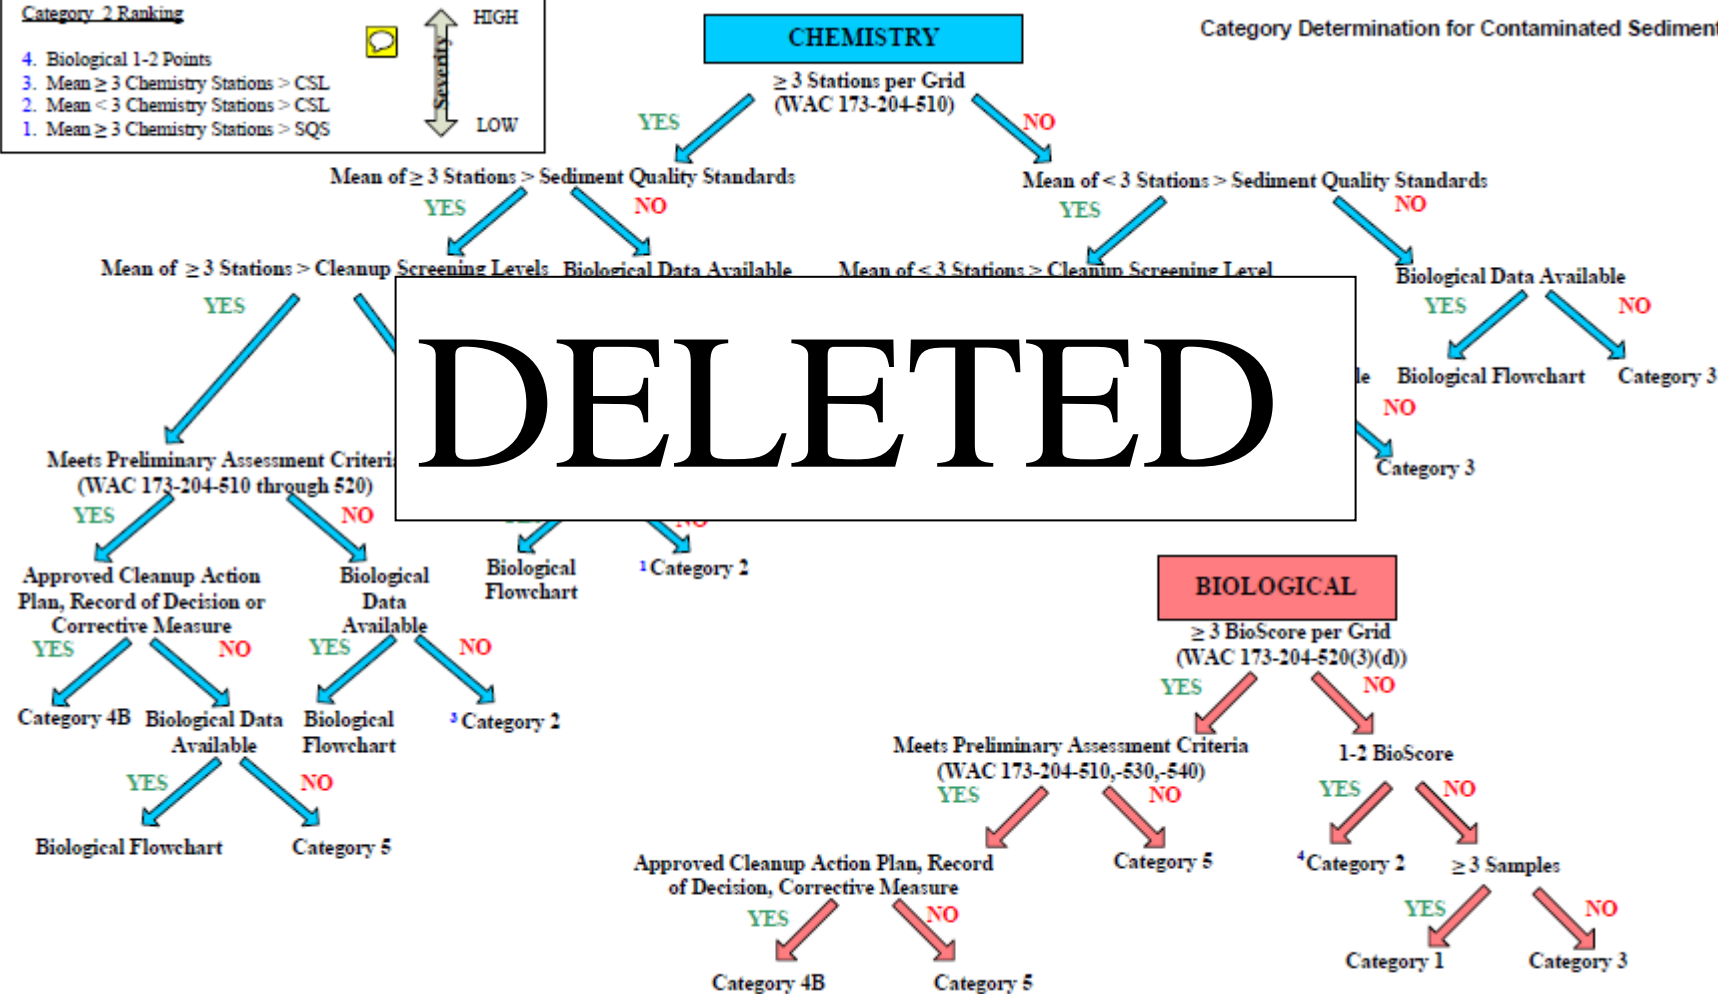 Category 2 Ranking
4. Biological 1-2 Points
3. Mean ≥ 3 Chemistry Stations > CSL
2. Mean < 3 Chemistry Stations > CSL
1. Mean ≥ 3 Chemistry Stations > SQS
HIGH
Severity
LOW
CHEMISTRY
Category Determination for Contaminated Sediment
≥ 3 Stations per Grid
(WAC 173-204-510)
YES
NO
Mean of ≥ 3 Stations > Sediment Quality Standards
Mean of < 3 Stations > Sediment Quality Standards
YES
NO
YES
NO
Mean of ≥ 3 Stations > Cleanup Screening Levels
Biological Data Available
Mean of < 3 Stations > Cleanup Screening Level
Biological Data Available
YES
YES
NO
DELETED
Biological Flowchart
Category 3
NO
Category 3
Meets Preliminary Assessment Criteria
(WAC 173-204-510 through 520)
YES
NO
NO
Approved Cleanup Action
Plan, Record of Decision or
Corrective Measure
Biological
Data
Available
Biological
Flowchart
1 Category 2
YES
NO
YES
NO
Category 4B
Biological Data
Available
Biological
Flowchart
3 Category 2
YES
NO
Biological Flowchart
Category 5
BIOLOGICAL
≥ 3 BioScore per Grid
(WAC 173-204-520(3)(d))
YES
NO
Meets Preliminary Assessment Criteria
(WAC 173-204-510,-530,-540)
1-2 BioScore
YES
NO
YES
NO
Approved Cleanup Action Plan, Record
of Decision, Corrective Measure
Category 5
4 Category 2
≥ 3 Samples
YES
NO
YES
NO
Category 4B
Category 5
Category 1
Category 3